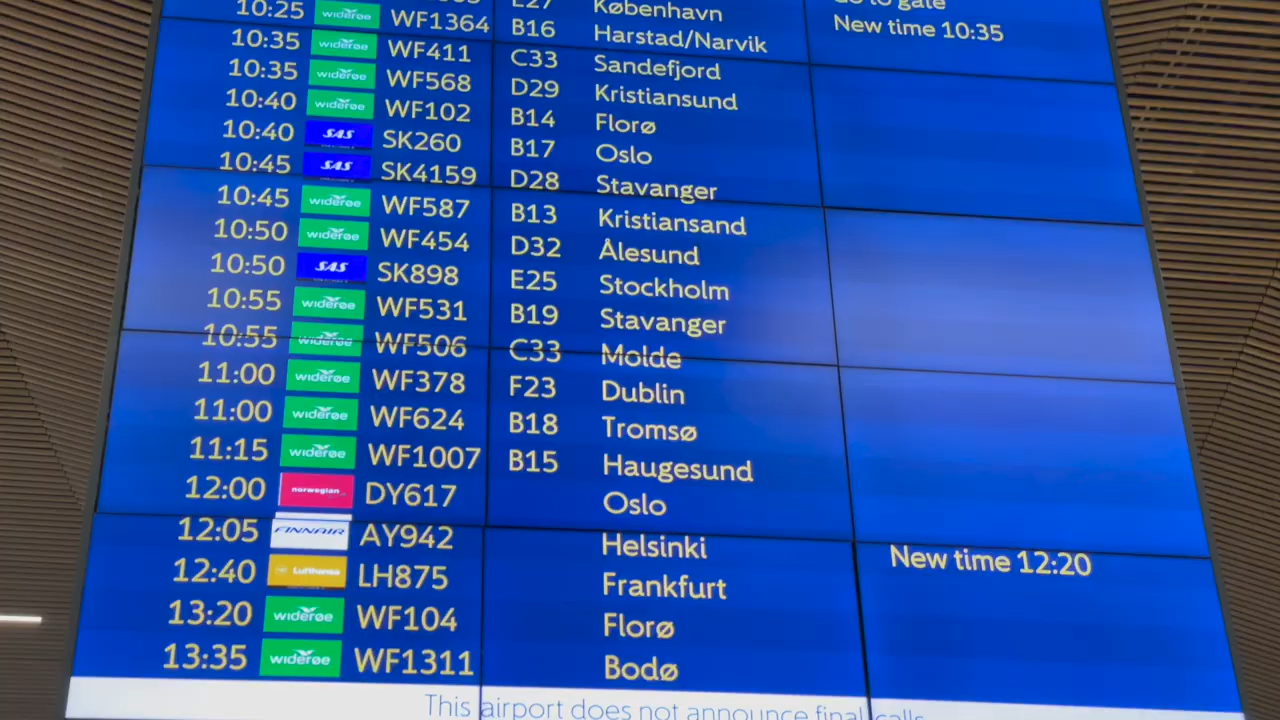 E27 København Go to gate
10:25 widerøe WF1364 B16 Harstad/Narvik New time 10:35
10:35 widerøe WF411 C33 Sandefjord
10:35 widerøe WF568 D29 Kristiansund
10:40 widerøe WF102 B14 Florø
10:40 SAS SK260 B17 Oslo
10:45 SAS SK4159 D28 Stavanger
10:45 widerøe WF587 B13 Kristiansand
10:50 widerøe WF454 D32 Ålesund
10:50 SAS SK898 E25 Stockholm
10:55 widerøe WF531 B19 Stavanger
10:55 widerøe WF506 C33 Molde
11:00 widerøe WF378 F23 Dublin
11:00 widerøe WF624 B18 Tromsø
11:15 widerøe WF1007 B15 Haugesund
12:00 norwegian DY617 Oslo
12:05 FINNAIR AY942 Helsinki New time 12:20
12:40 Lufthansa LH875 Frankfurt
13:20 widerøe WF104 Florø
13:35 widerøe WF1311 Bodø
This airport does not announce final calls